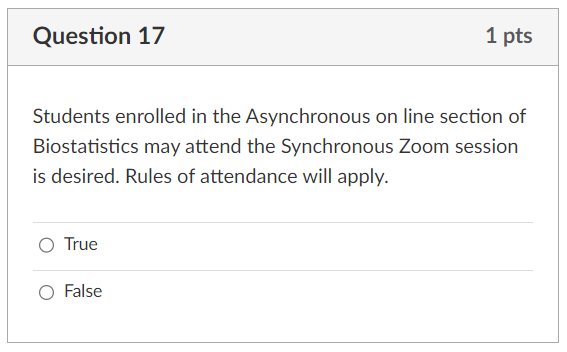 Question 17 1 pts
Students enrolled in the Asynchronous on line section of
Biostatistics may attend the Synchronous Zoom session
is desired. Rules of attendance will apply.
True
False